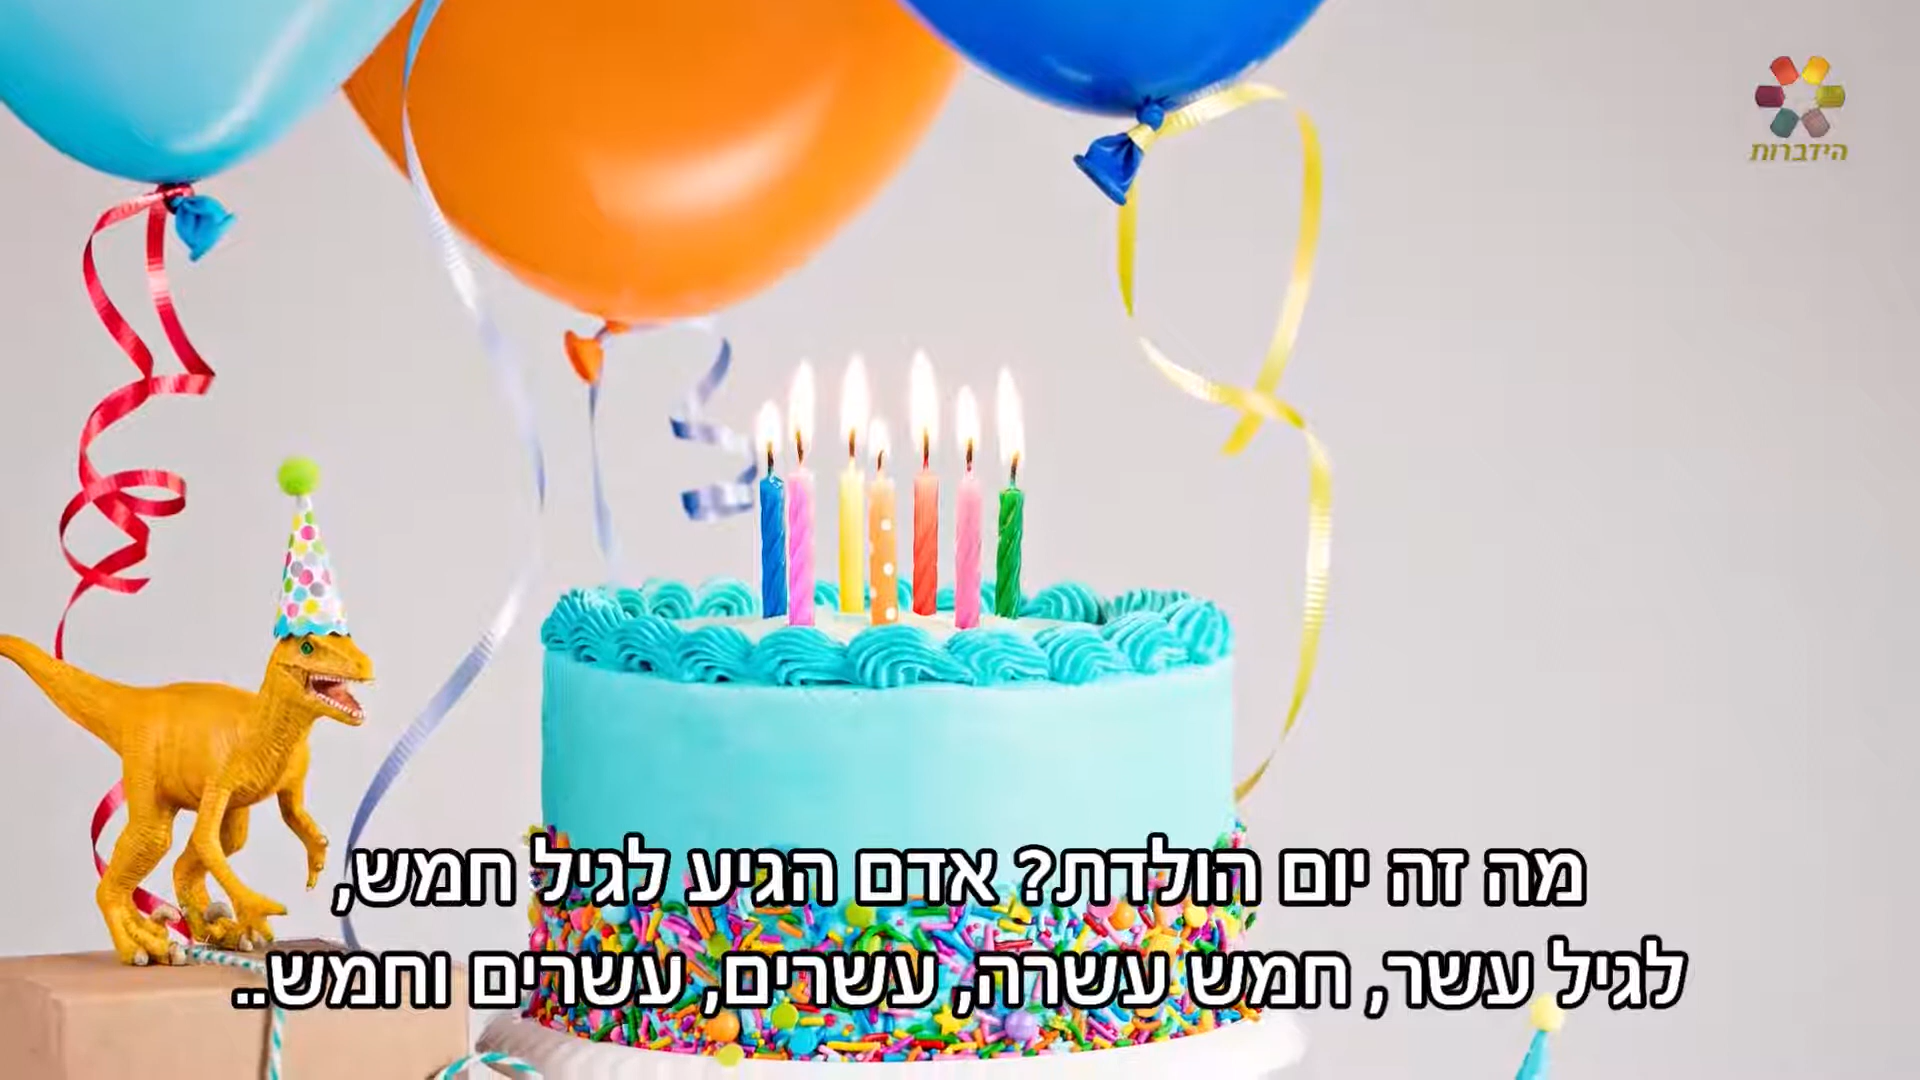 הידברות
מה זה יום הולדת? אדם הגיע לגיל חמש,
לגיל עשר, חמש עשרה, עשרים, עשרים וחמש..